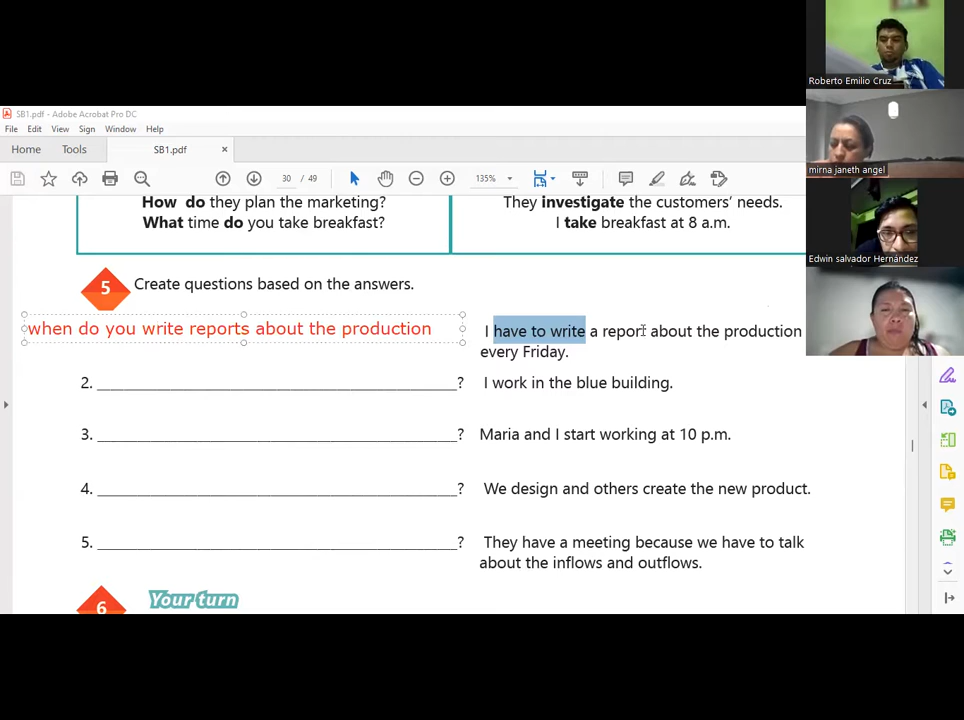 SB1.pdf - Adobe Acrobat Pro DC
File Edit View Sign Window Help
Home Tools SB1.pdf ×
30 / 49 135%
How do they plan the marketing? They investigate the customers' needs.
What time do you take breakfast? I take breakfast at 8 a.m.
5 Create questions based on the answers.
when do you write reports about the production
I have to write a report about the production
every Friday.
2. ? I work in the blue building.
3. ? Maria and I start working at 10 p.m.
4. ? We design and others create the new product.
5. ? They have a meeting because we have to talk
about the inflows and outflows.
6 Your turn
Roberto Emilio Cruz
mirna janeth angel
Edwin salvador Hernández